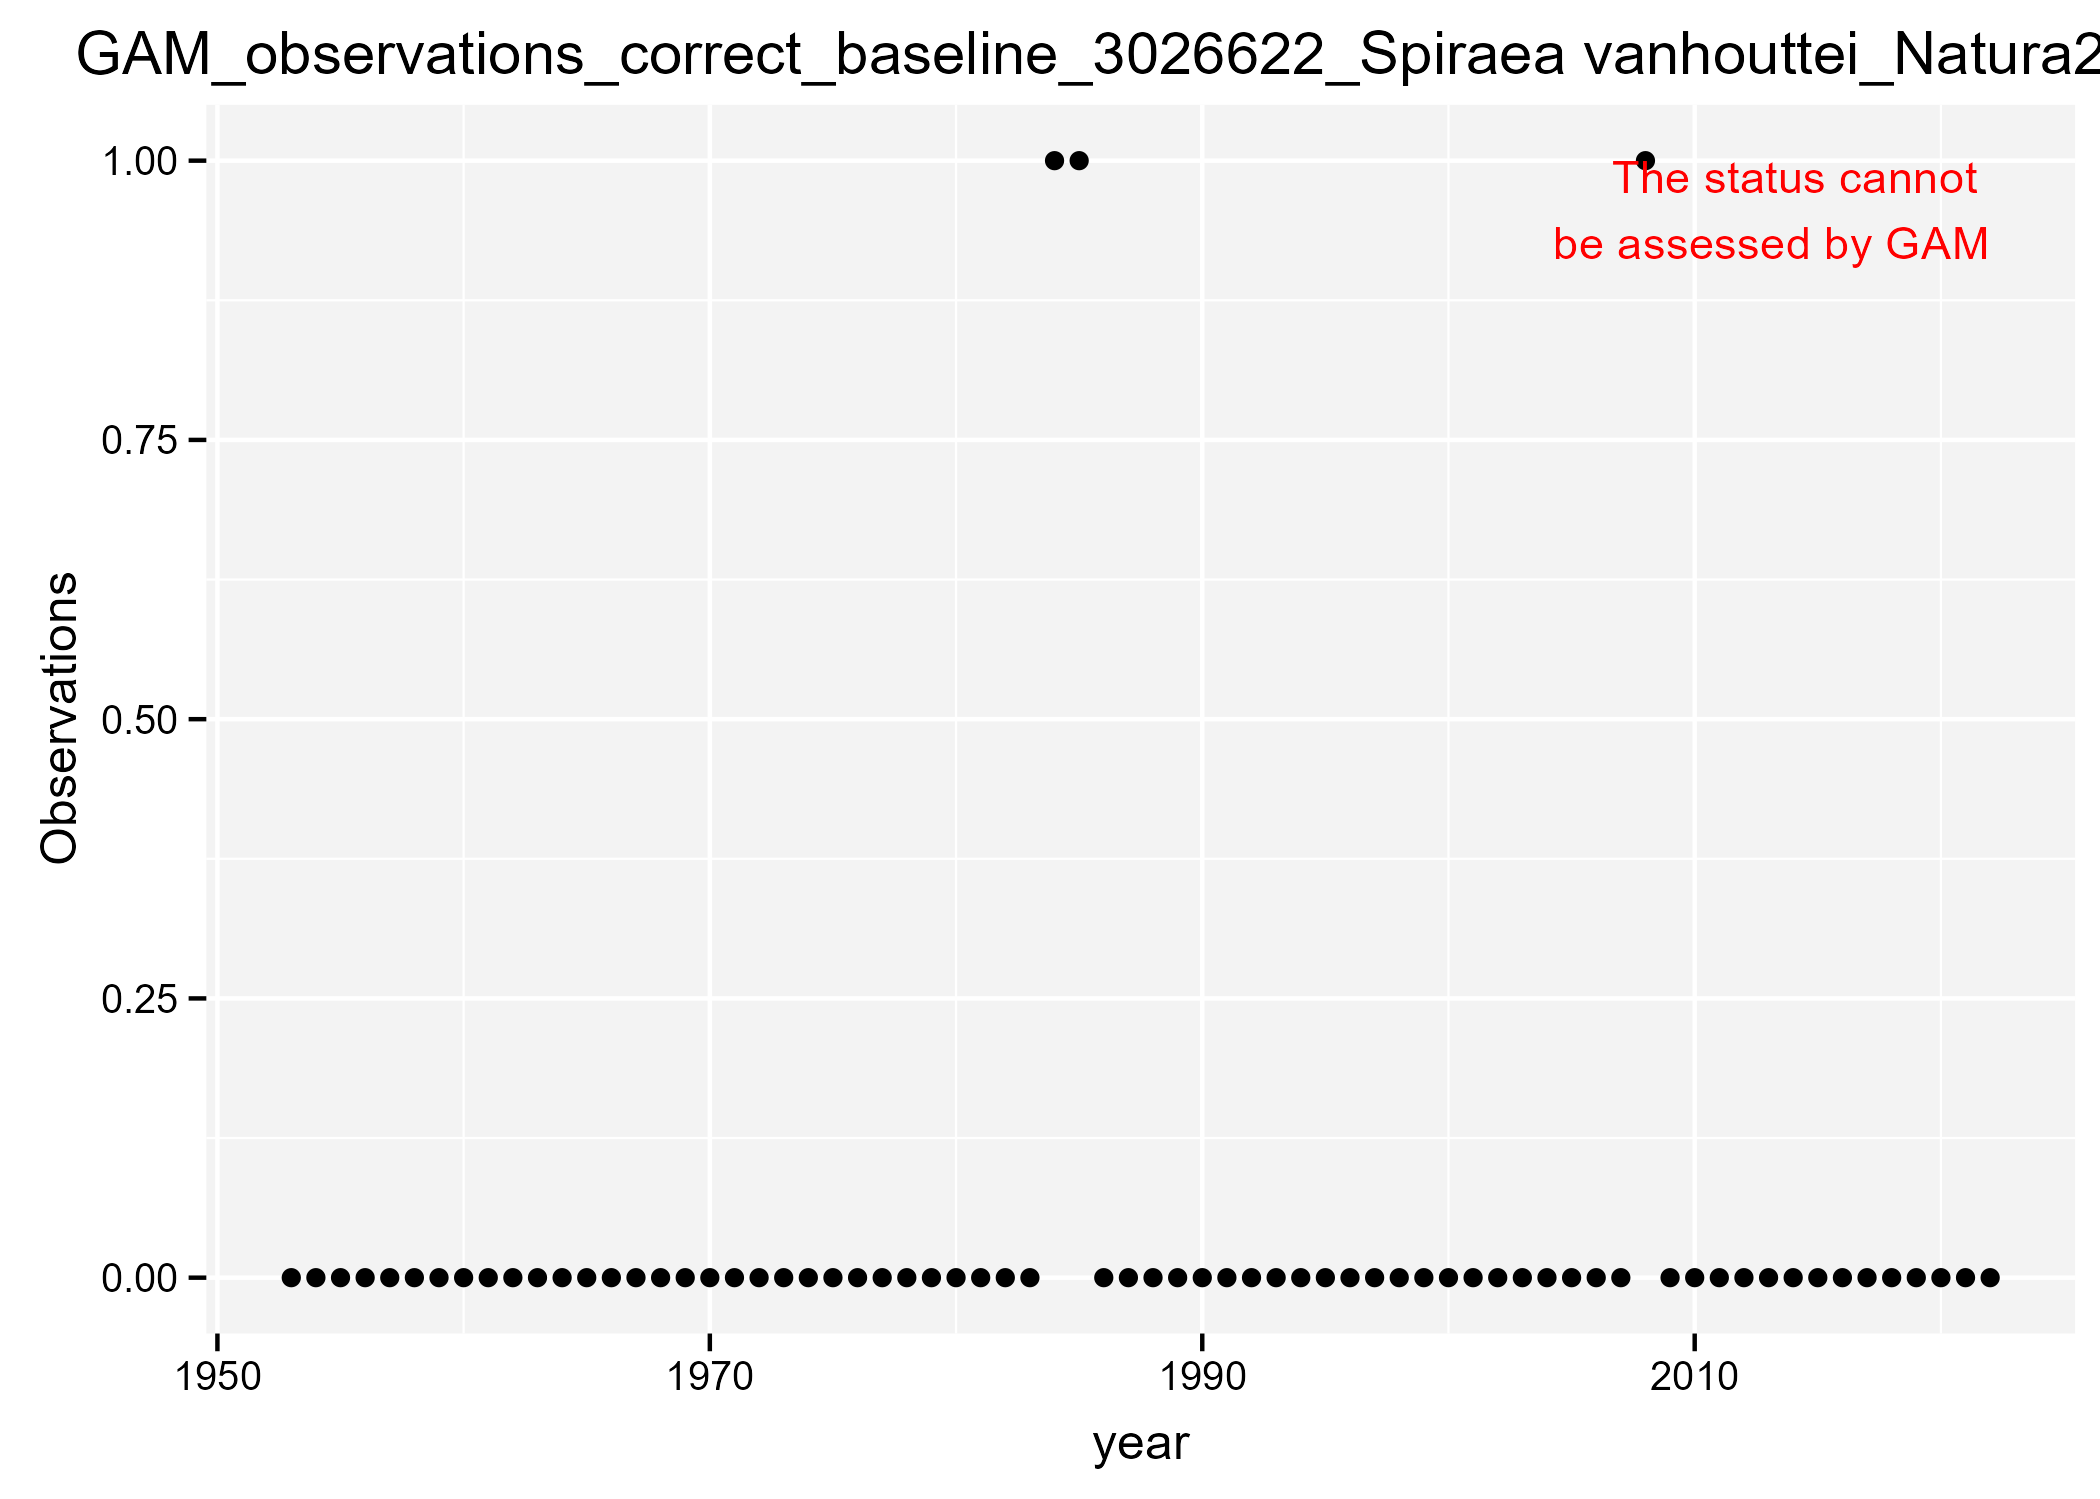 GAM_observations_correct_baseline_3026622_Spiraea vanhouttei_Natura2
1.00
The status cannot
be assessed by GAM
0.75
0.50
Observations
0.25
0.00
1950 1970 1990 2010
year